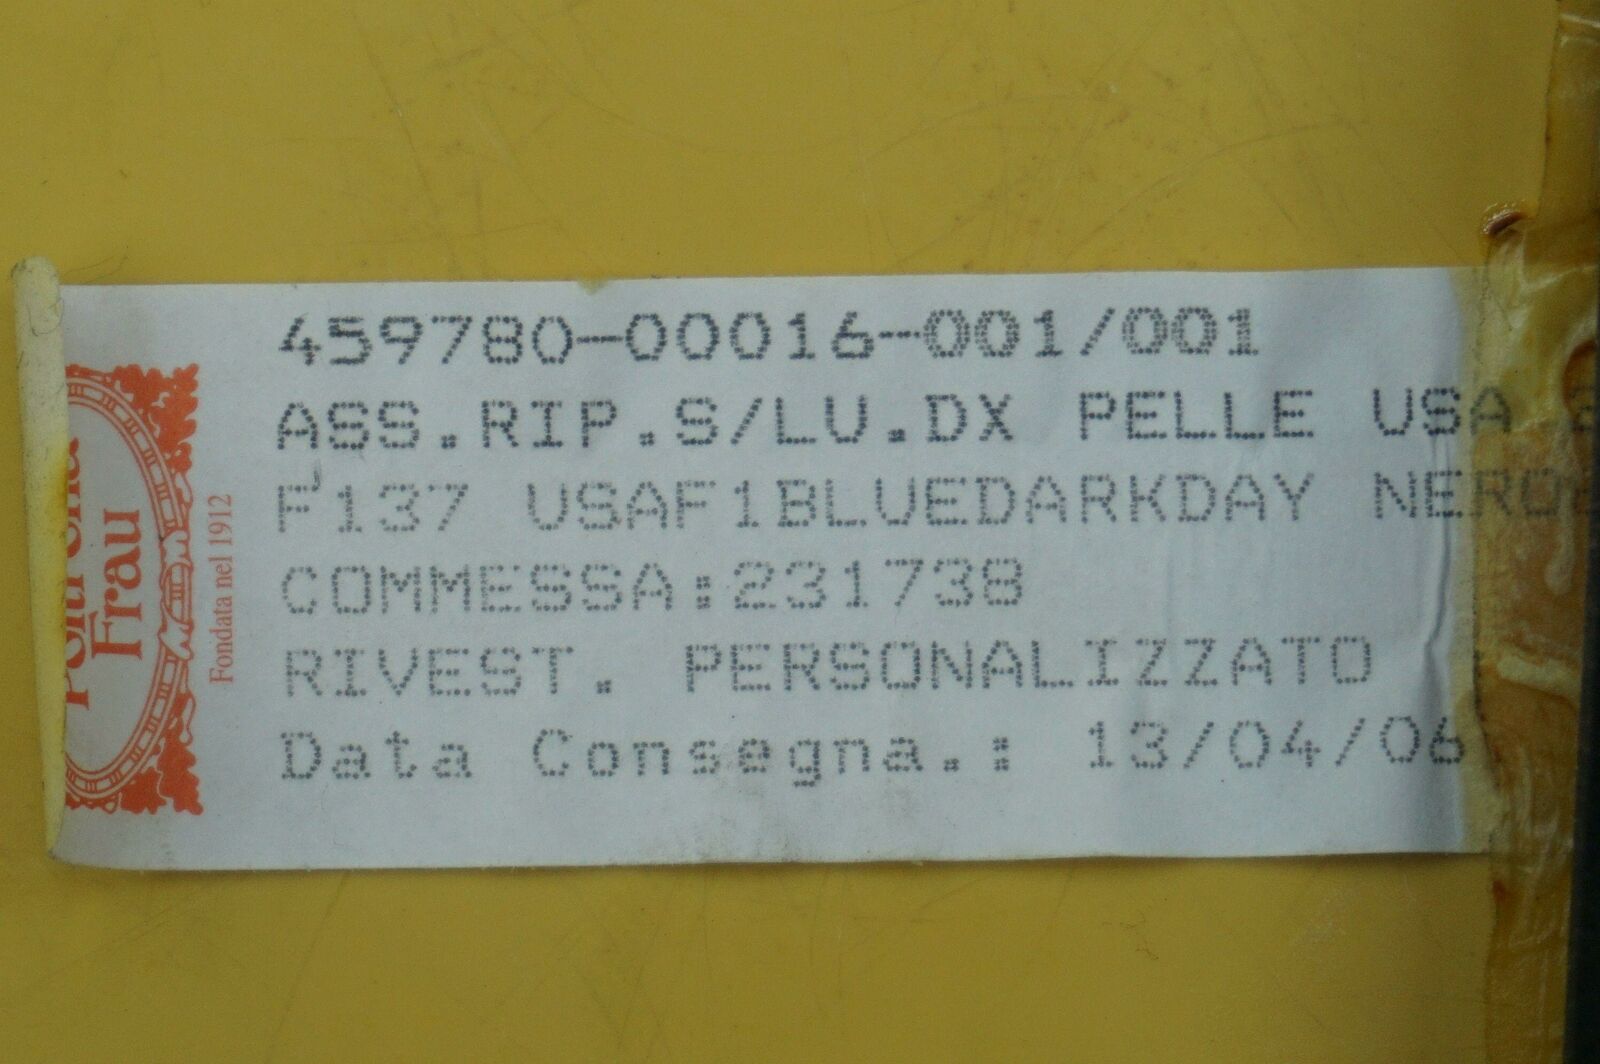 Frau
Fondata nel 1912
459780-00016-001/001
ASS.RIP.S/LU.DX PELLE USA
F137 USAF1BLUEDARKDAY NERO
COMMESSA:231738
RIVEST. PERSONALIZZATO
Data Consegna.: 13/04/06